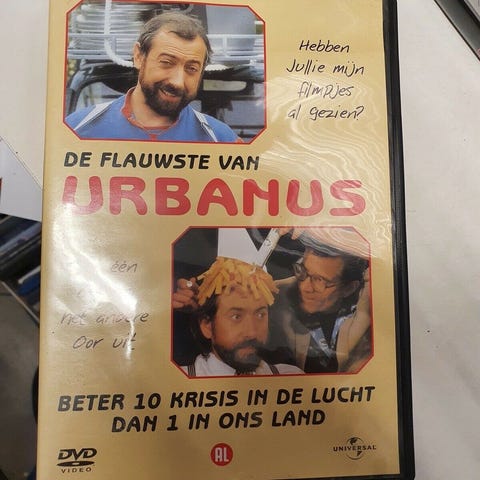 Hebben
Jullie mijn
filmpjes
al gezien?
DE FLAUWSTE VAN
URBANUS
één
het andere
oor uit
BETER 10 KRISIS IN DE LUCHT
DAN 1 IN ONS LAND
DVD
VIDEO
AL
UNIVERSAL